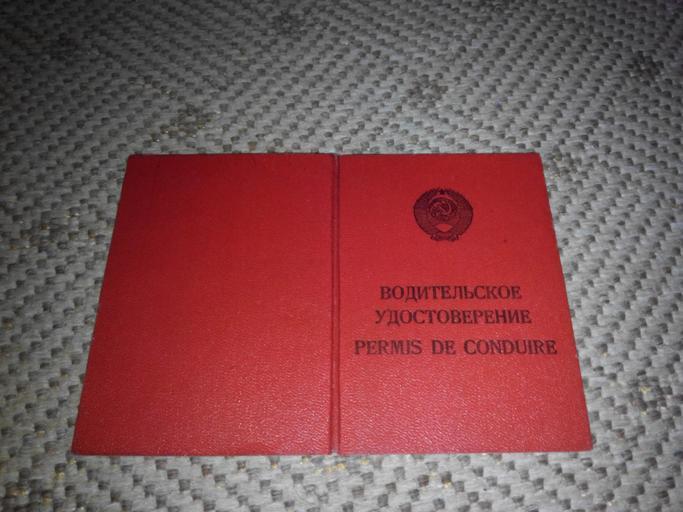 ВОДИТЕЛЬСКОЕ
УДОСТОВЕРЕНИЕ
PERMIS DE CONDUIRE